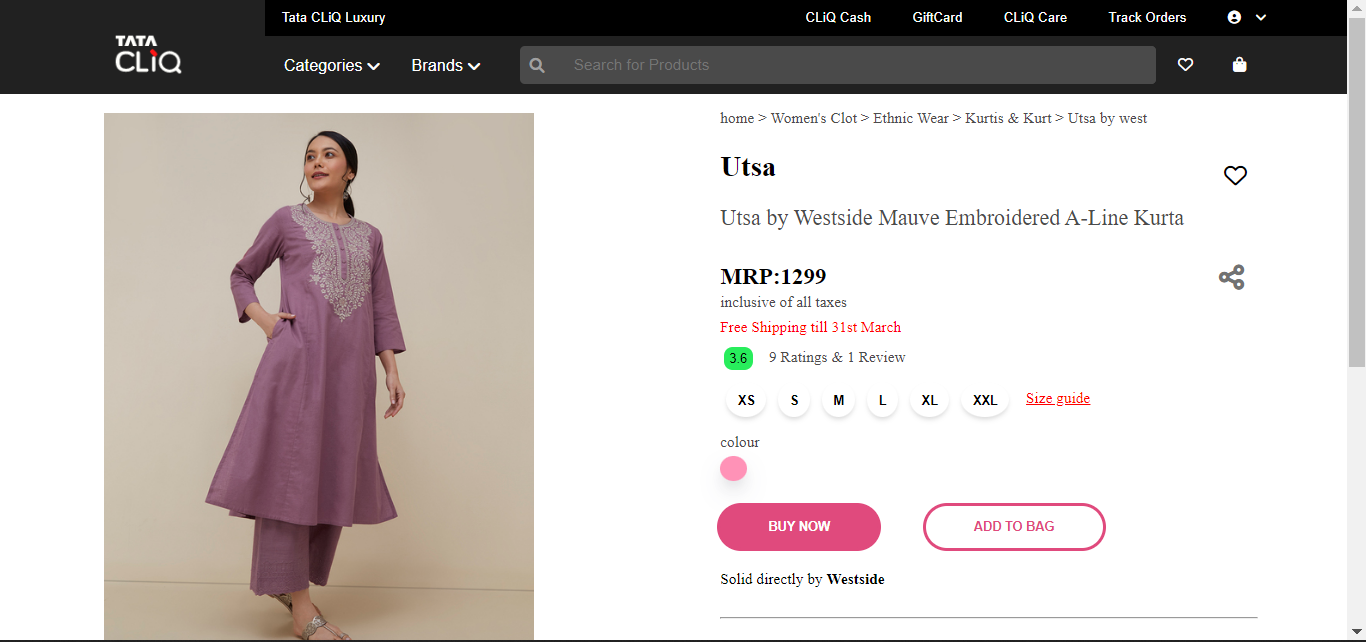 Tata CLiQ Luxury
CLiQ Cash
GiftCard
CLiQ Care
Track Orders
TATA
CLiQ
Categories
Brands
Search for Products
home > Women's Clot > Ethnic Wear > Kurtis & Kurt > Utsa by west
Utsa
Utsa by Westside Mauve Embroidered A-Line Kurta
MRP:1299
inclusive of all taxes
Free Shipping till 31st March
3.6 9 Ratings & 1 Review
XS S M L XL XXL Size guide
colour
BUY NOW
ADD TO BAG
Solid directly by Westside